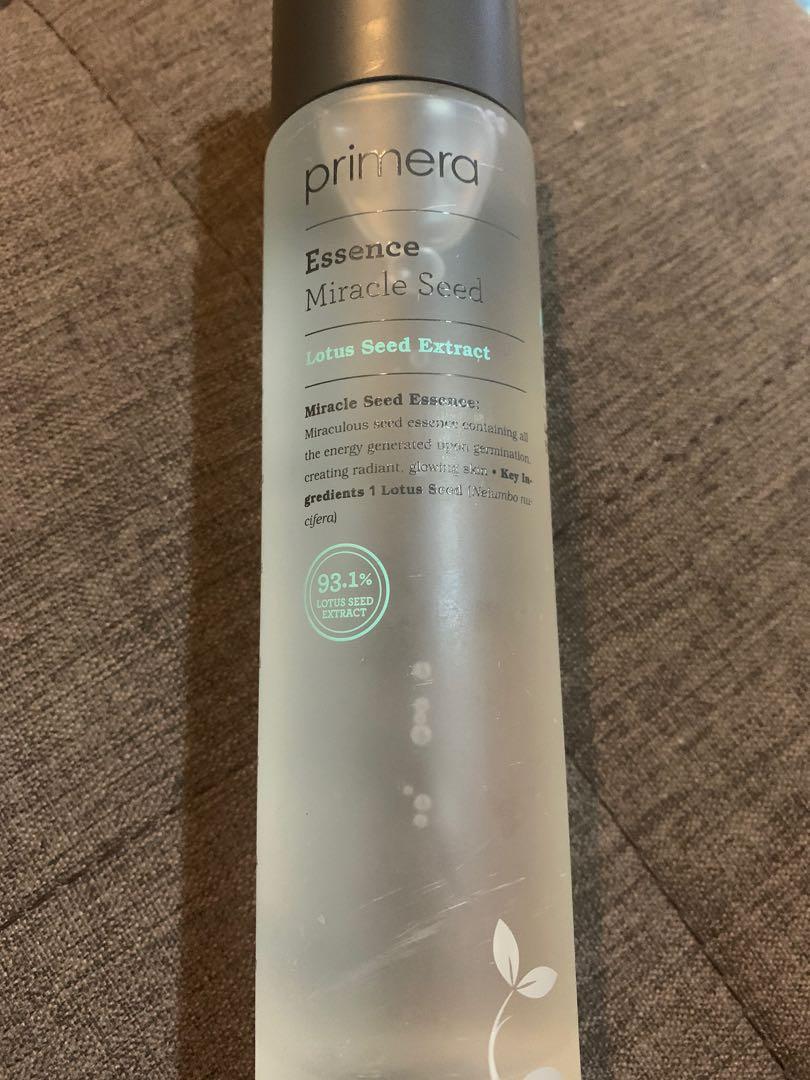 primera
Essence
Miracle Seed
Lotus Seed Extract
Miracle Seed Essence:
Miraculous seed essence containing all
the energy generated upon germination,
creating radiant, glowing skin • Key In-
gredients 1 Lotus Seed (Nelumbo nu-
cifera)
93.1%
LOTUS SEED
EXTRACT